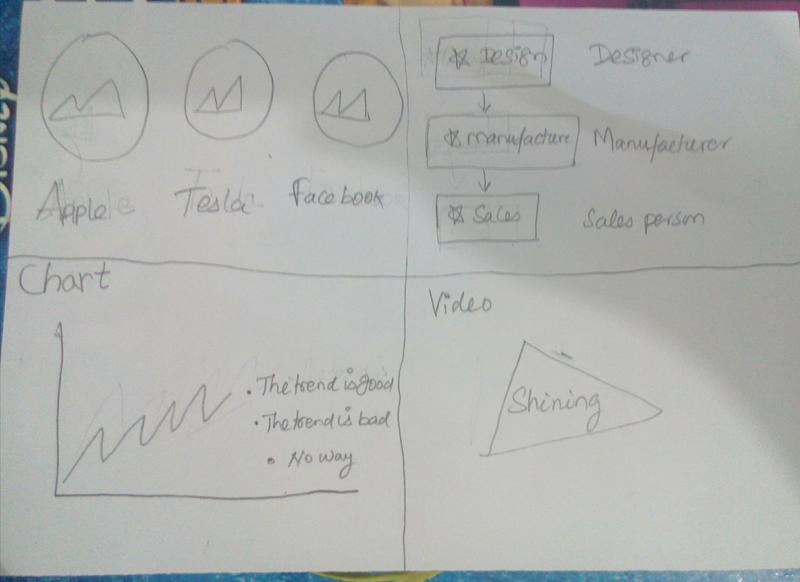 Apple Tesla Facebook
Design Designer
Manufacture Manufacturer
Sales Sales person
Chart
• The trend is good
• The trend is bad
• No way
Video
Shining
DISNEP